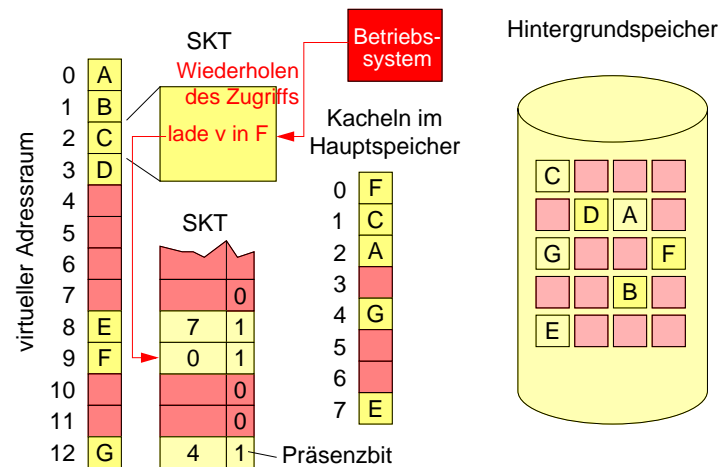 SKT
Betriebs-
system
Hintergrundspeicher
Wiederholen
des Zugriffs
lade v in F
virtueller Adressraum
0 A
1 B
2 C
3 D
4
5
6
7
8 E
9 F
10
11
12 G
SKT
0
7 1
0 1
0
0
4 1
Präsenzbit
Kacheln im
Hauptspeicher
0 F
1 C
2 A
3
4 G
5
6
7 E
C
D A
G F
B
E